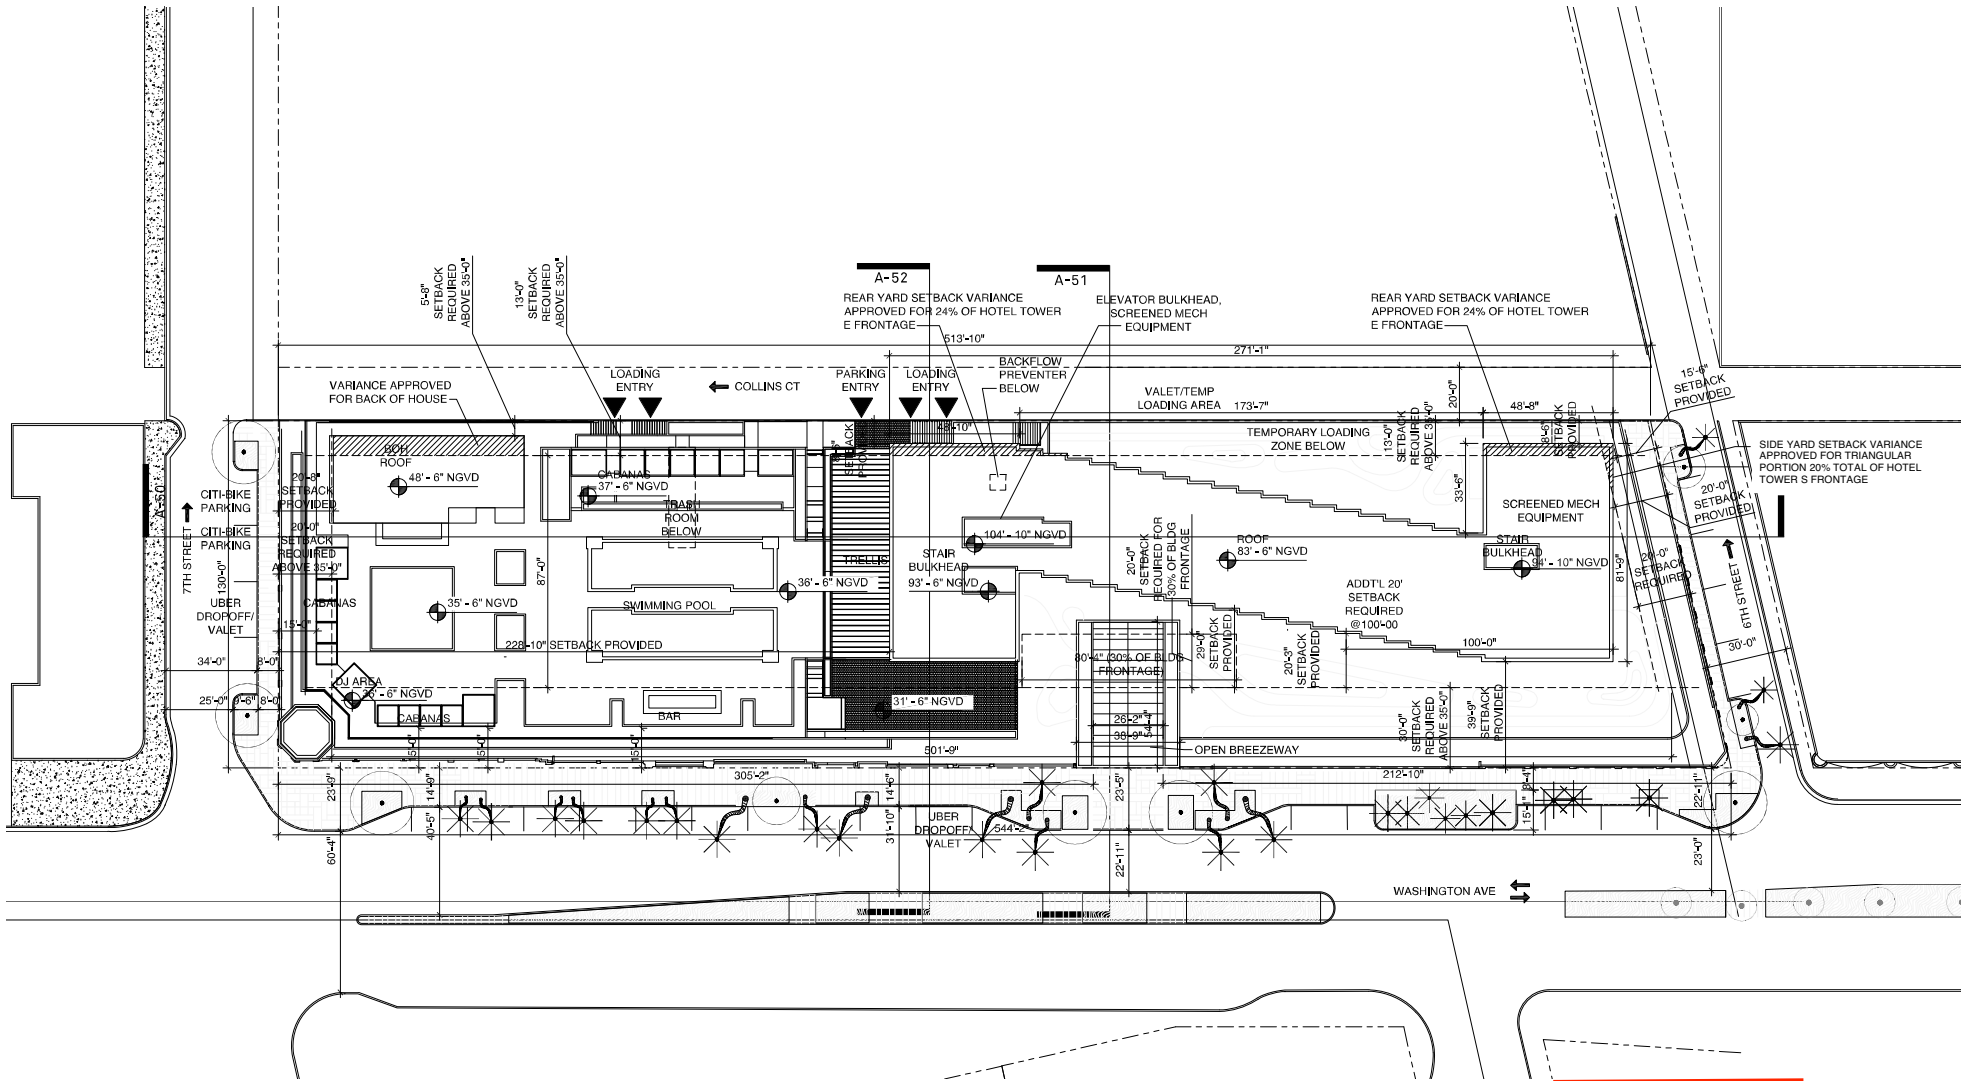 A-52
A-51
5'-8"
SETBACK
REQUIRED
ABOVE 35'-0"
13'-0"
SETBACK
REQUIRED
ABOVE 35'-0"
REAR YARD SETBACK VARIANCE
APPROVED FOR 24% OF HOTEL TOWER
E FRONTAGE
ELEVATOR BULKHEAD,
SCREENED MECH
EQUIPMENT
REAR YARD SETBACK VARIANCE
APPROVED FOR 24% OF HOTEL TOWER
E FRONTAGE
513'-10"
271'-1"
VARIANCE APPROVED
FOR BACK OF HOUSE
LOADING
ENTRY
COLLINS CT
PARKING
ENTRY
LOADING
ENTRY
BACKFLOW
PREVENTER
BELOW
VALET/TEMP
LOADING AREA
173'-7"
20'-0"
48'-8"
15'-6"
SETBACK
PROVIDED
48'-10"
TEMPORARY LOADING
ZONE BELOW
13'-0"
SETBACK
REQUIRED
ABOVE 35'-0"
8'-6"
SETBACK
PROVIDED
SETBACK
PROVIDED
SIDE YARD SETBACK VARIANCE
APPROVED FOR TRIANGULAR
PORTION 20% TOTAL OF HOTEL
TOWER S FRONTAGE
BOH
ROOF
48' - 6" NGVD
CABANAS
37' - 6" NGVD
TRASH
ROOM
BELOW
A-50
CITI-BIKE
PARKING
CITI-BIKE
PARKING
7TH STREET
130'-0"
UBER
DROPOFF/
VALET
20'-8"
SETBACK
PROVIDED
20'-0"
SETBACK
REQUIRED
ABOVE 35'-0"
CABANAS
35' - 6" NGVD
87'-0"
SWIMMING POOL
36' - 6" NGVD
TRELLIS
STAIR
BULKHEAD
93' - 6" NGVD
104' - 10" NGVD
20'-0"
SETBACK
REQUIRED FOR
30% OF BLDG
FRONTAGE
ROOF
83' - 6" NGVD
33'-6"
SCREENED MECH
EQUIPMENT
STAIR
BULKHEAD
94' - 10" NGVD
81'-9"
20'-0"
SETBACK
PROVIDED
20'-0"
SETBACK
REQUIRED
6TH STREET
30'-0"
ADDT'L 20'
SETBACK
REQUIRED
@100'-00
15'-0"
228'-10" SETBACK PROVIDED
80'-4" (30% OF BLDG
FRONTAGE)
29'-0"
SETBACK
PROVIDED
20'-3"
SETBACK
PROVIDED
100'-0"
34'-0"
8'-0"
25'-0"
9'-6"
8'-0"
DJ AREA
36' - 6" NGVD
CABANAS
BAR
31' - 6" NGVD
26'-2"
38'-9"
54'-4"
OPEN BREEZEWAY
30'-0"
SETBACK
REQUIRED
ABOVE 35'-0"
39'-9"
SETBACK
PROVIDED
15'-0"
15'-0"
15'-0"
501'-9"
305'-2"
212'-10"
23'-9"
14'-9"
14'-6"
23'-5"
8'-4"
22'-11"
60'-4"
40'-5"
31'-10"
UBER
DROPOFF/
VALET
544'-2"
22'-11"
15'-1"
23'-0"
WASHINGTON AVE